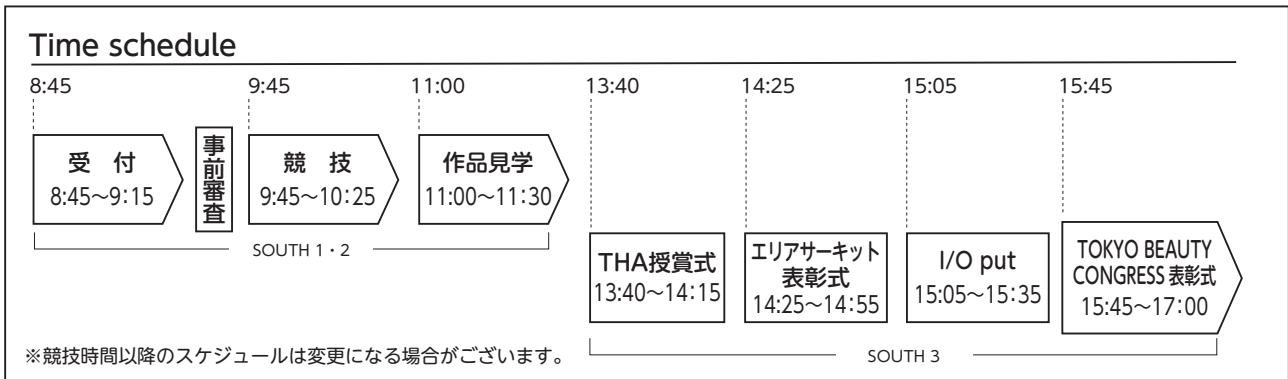 Time schedule
8:45
9:45
11:00
13:40
14:25
15:05
15:45
受　付
8:45～9:15
事前審査
競　技
9:45～10:25
作品見学
11:00～11:30
SOUTH 1・2
THA授賞式
13:40～14:15
エリアサーキット
表彰式
14:25～14:55
I/O put
15:05～15:35
TOKYO BEAUTY
CONGRESS 表彰式
15:45～17:00
※競技時間以降のスケジュールは変更になる場合がございます。
SOUTH 3